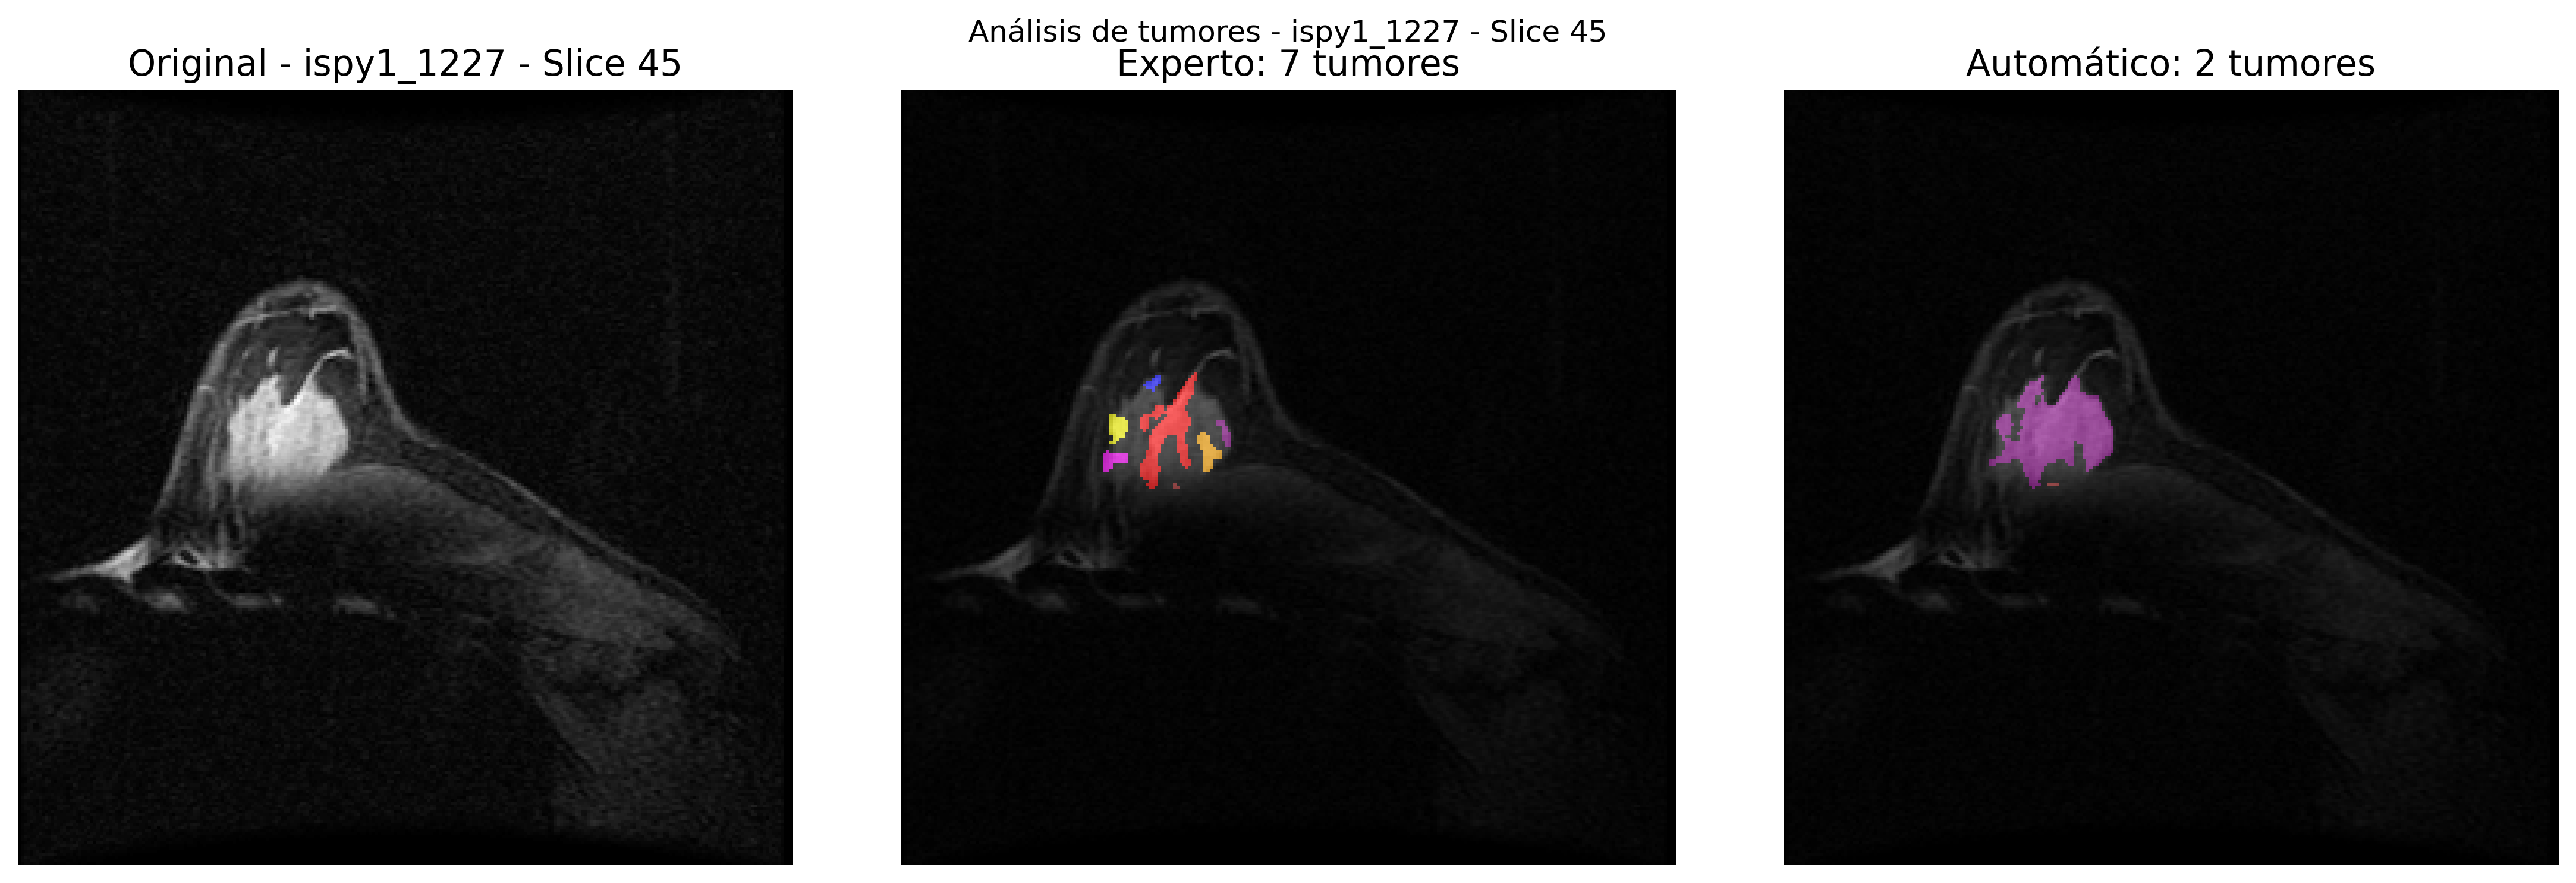 Análisis de tumores - ispy1_1227 - Slice 45
Original - ispy1_1227 - Slice 45
Experto: 7 tumores
Automático: 2 tumores